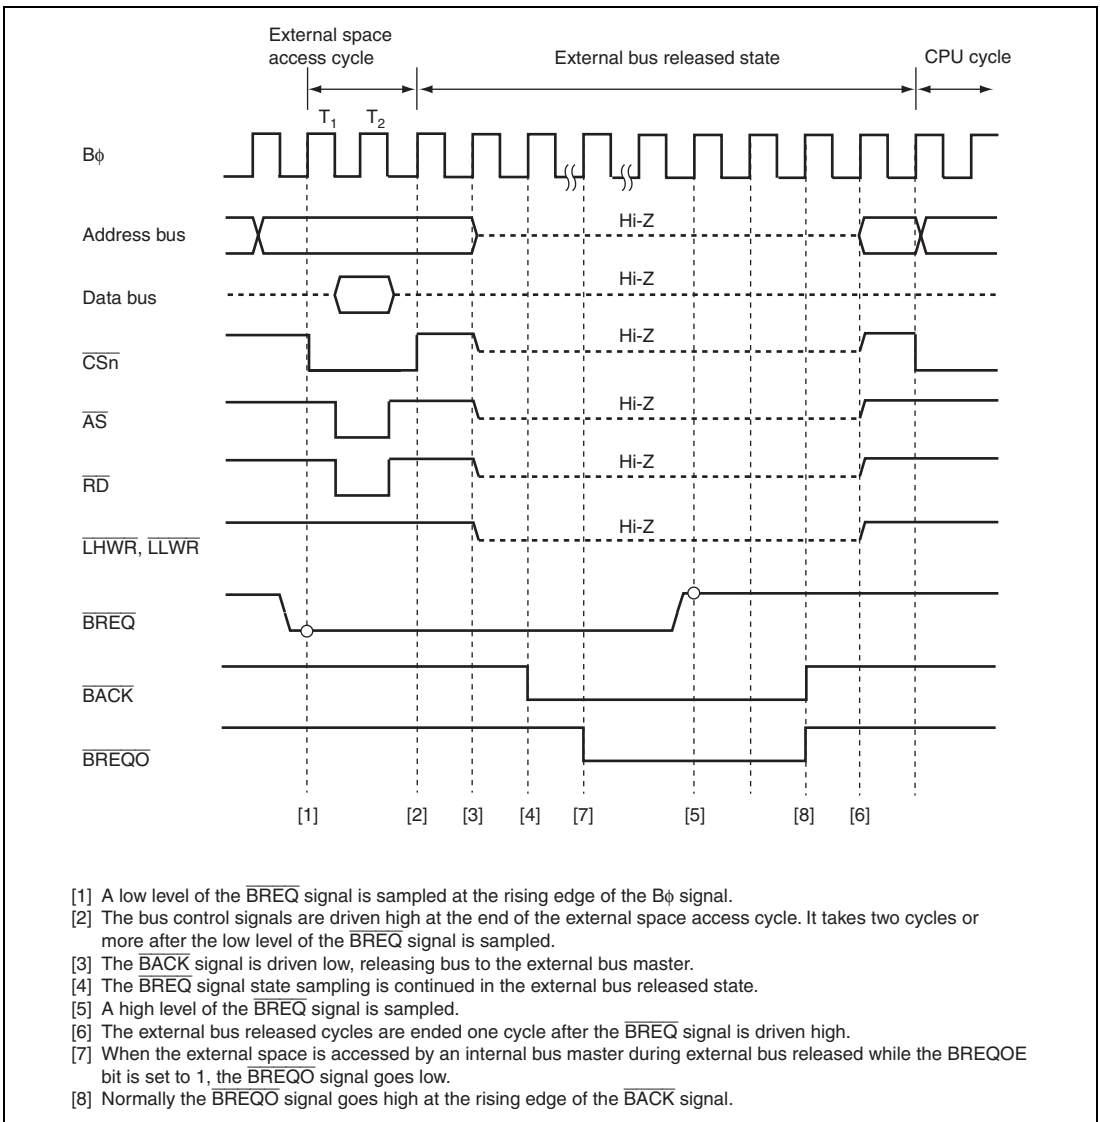 External space
access cycle
External bus released state
CPU cycle
T1 T2
Bφ
Address bus
Hi-Z
Data bus
Hi-Z
CSn
Hi-Z
AS
Hi-Z
RD
Hi-Z
LHWR, LLWR
Hi-Z
BREQ
BACK
BREQO
[1] [2] [3] [4] [7] [5] [8] [6]
[1] A low level of the BREQ signal is sampled at the rising edge of the Bφ signal.
[2] The bus control signals are driven high at the end of the external space access cycle. It takes two cycles or
more after the low level of the BREQ signal is sampled.
[3] The BACK signal is driven low, releasing bus to the external bus master.
[4] The BREQ signal state sampling is continued in the external bus released state.
[5] A high level of the BREQ signal is sampled.
[6] The external bus released cycles are ended one cycle after the BREQ signal is driven high.
[7] When the external space is accessed by an internal bus master during external bus released while the BREQOE
bit is set to 1, the BREQO signal goes low.
[8] Normally the BREQO signal goes high at the rising edge of the BACK signal.